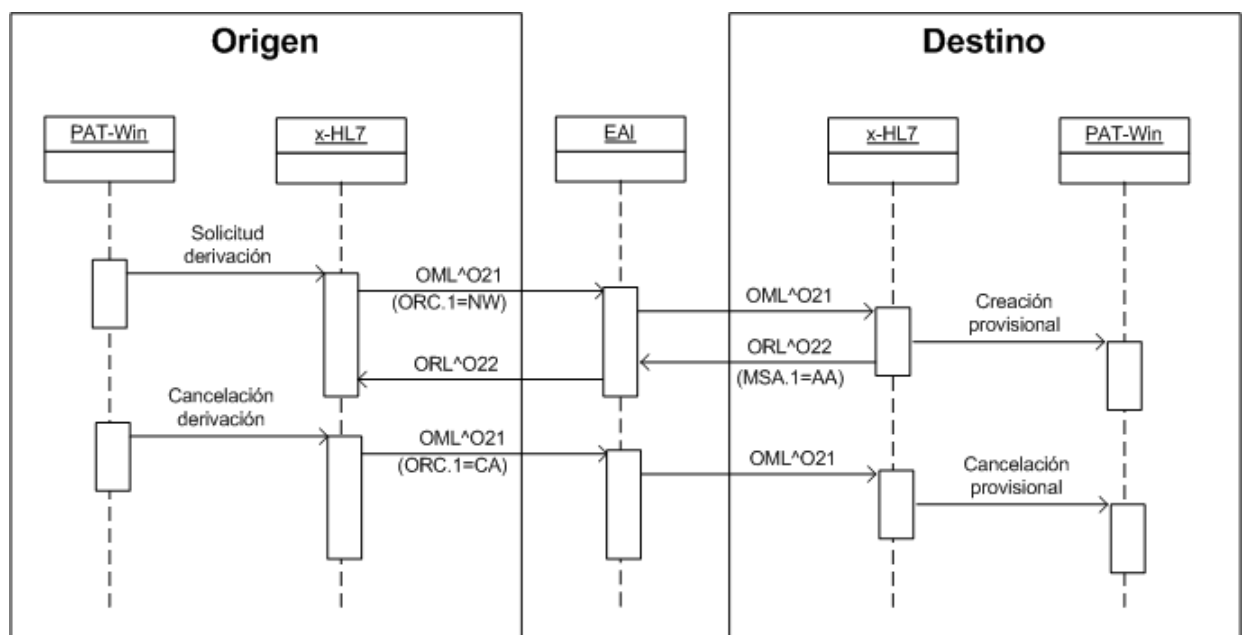 Origen
Destino
PAT-Win
x-HL7
EAI
x-HL7
PAT-Win
Solicitud
derivación
OML^O21
(ORC.1=NW)
OML^O21
Creación
provisional
ORL^O22
ORL^O22
(MSA.1=AA)
Cancelación
derivación
OML^O21
(ORC.1=CA)
OML^O21
Cancelación
provisional